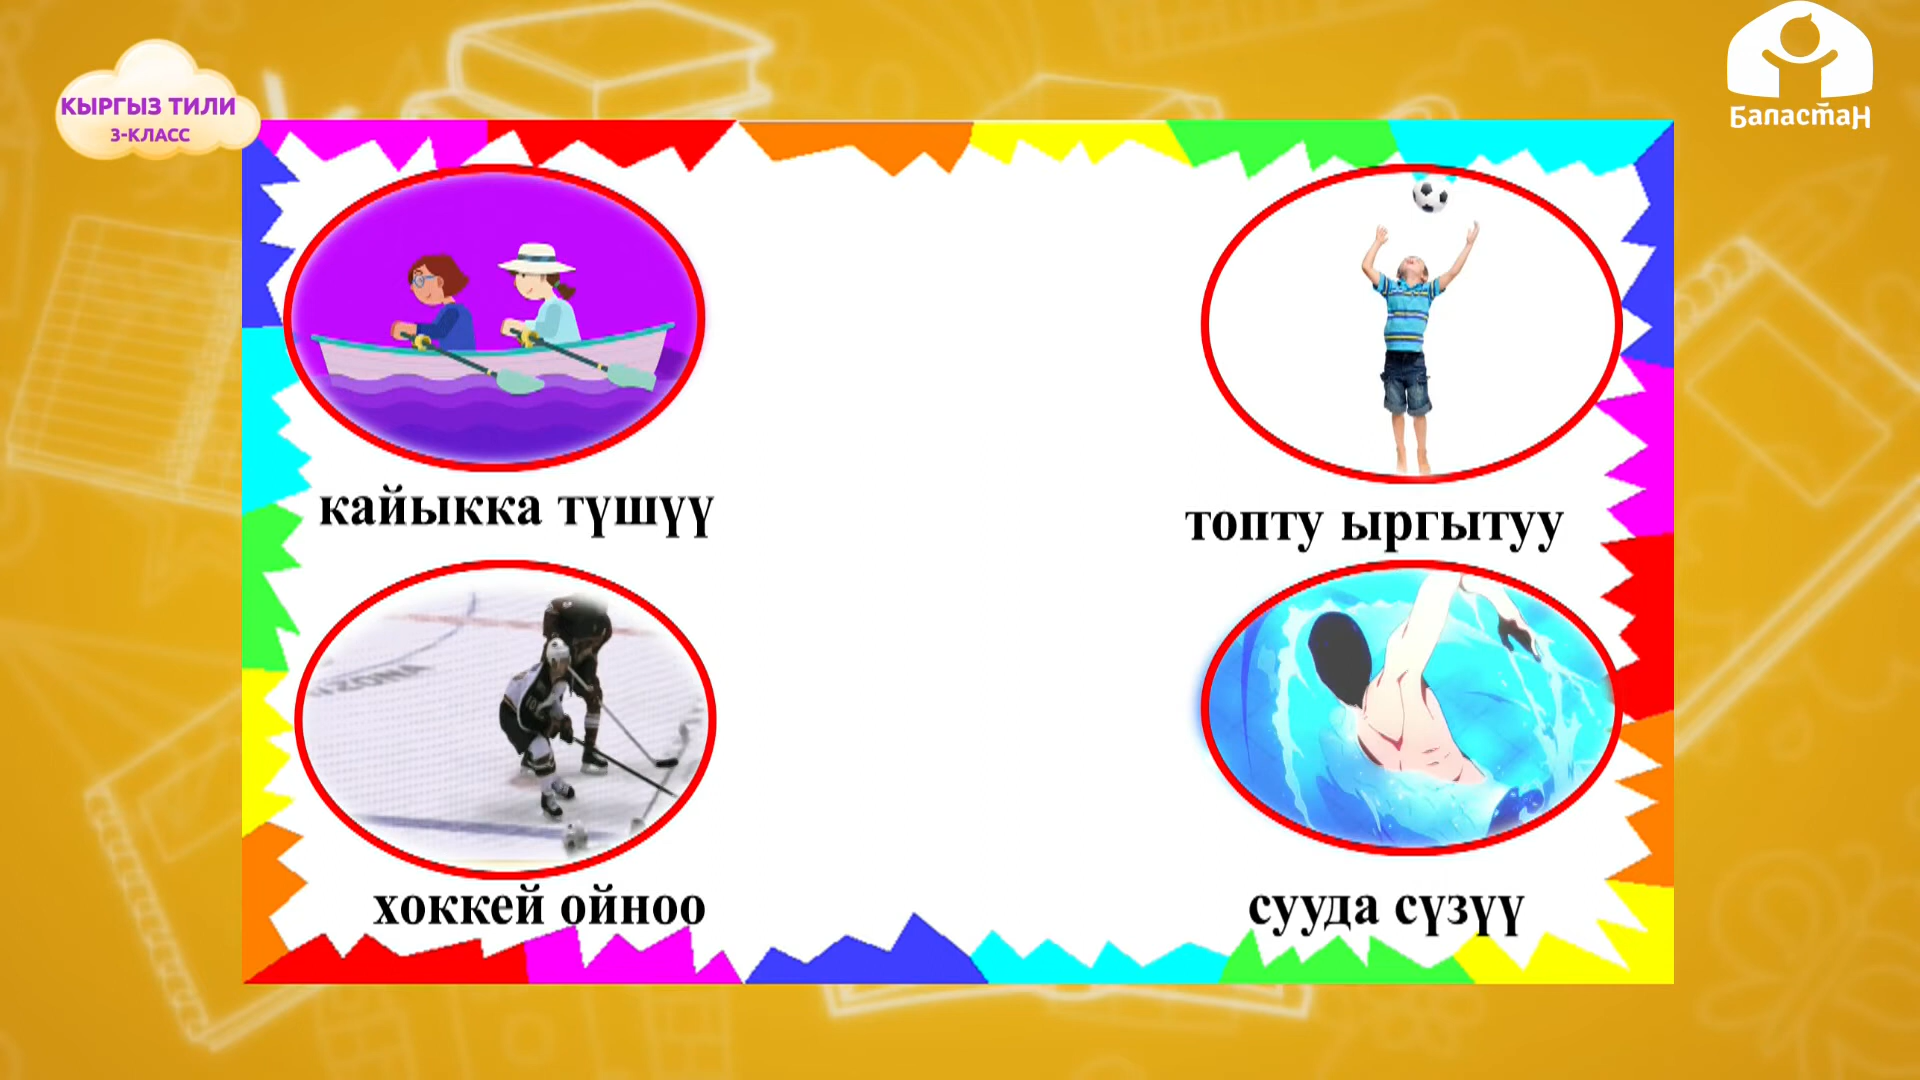 КЫРГЫЗ ТИЛИ
3-КЛАСС
Баластан
кайыкка түшүү
топту ыргытуу
хоккей ойноо
сууда сүзүү